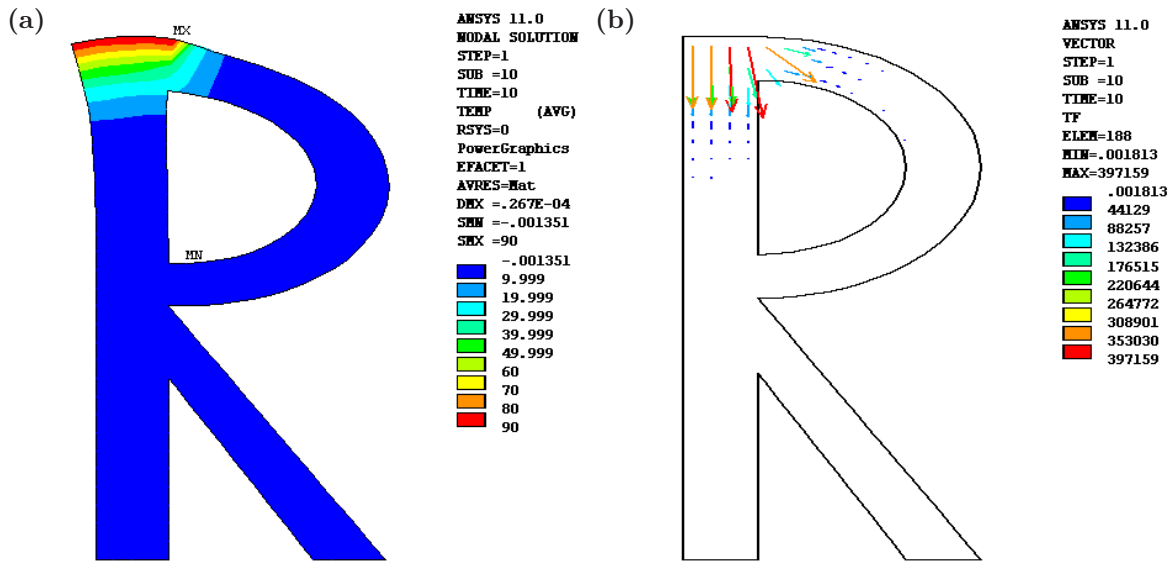 (a)
MX
MN
ANSYS 11.0
NODAL SOLUTION
STEP=1
SUB =10
TIME=10
TEMP (AVG)
RSYS=0
PowerGraphics
EFACET=1
AVRES=Mat
DMX =.267E-04
SMN =-.001351
SMX =90
-.001351
9.999
19.999
29.999
39.999
49.999
60
70
80
90
(b)
ANSYS 11.0
VECTOR
STEP=1
SUB =10
TIME=10
TF
ELEM=188
MIN=.001813
MAX=397159
.001813
44129
88257
132386
176515
220644
264772
308901
353030
397159